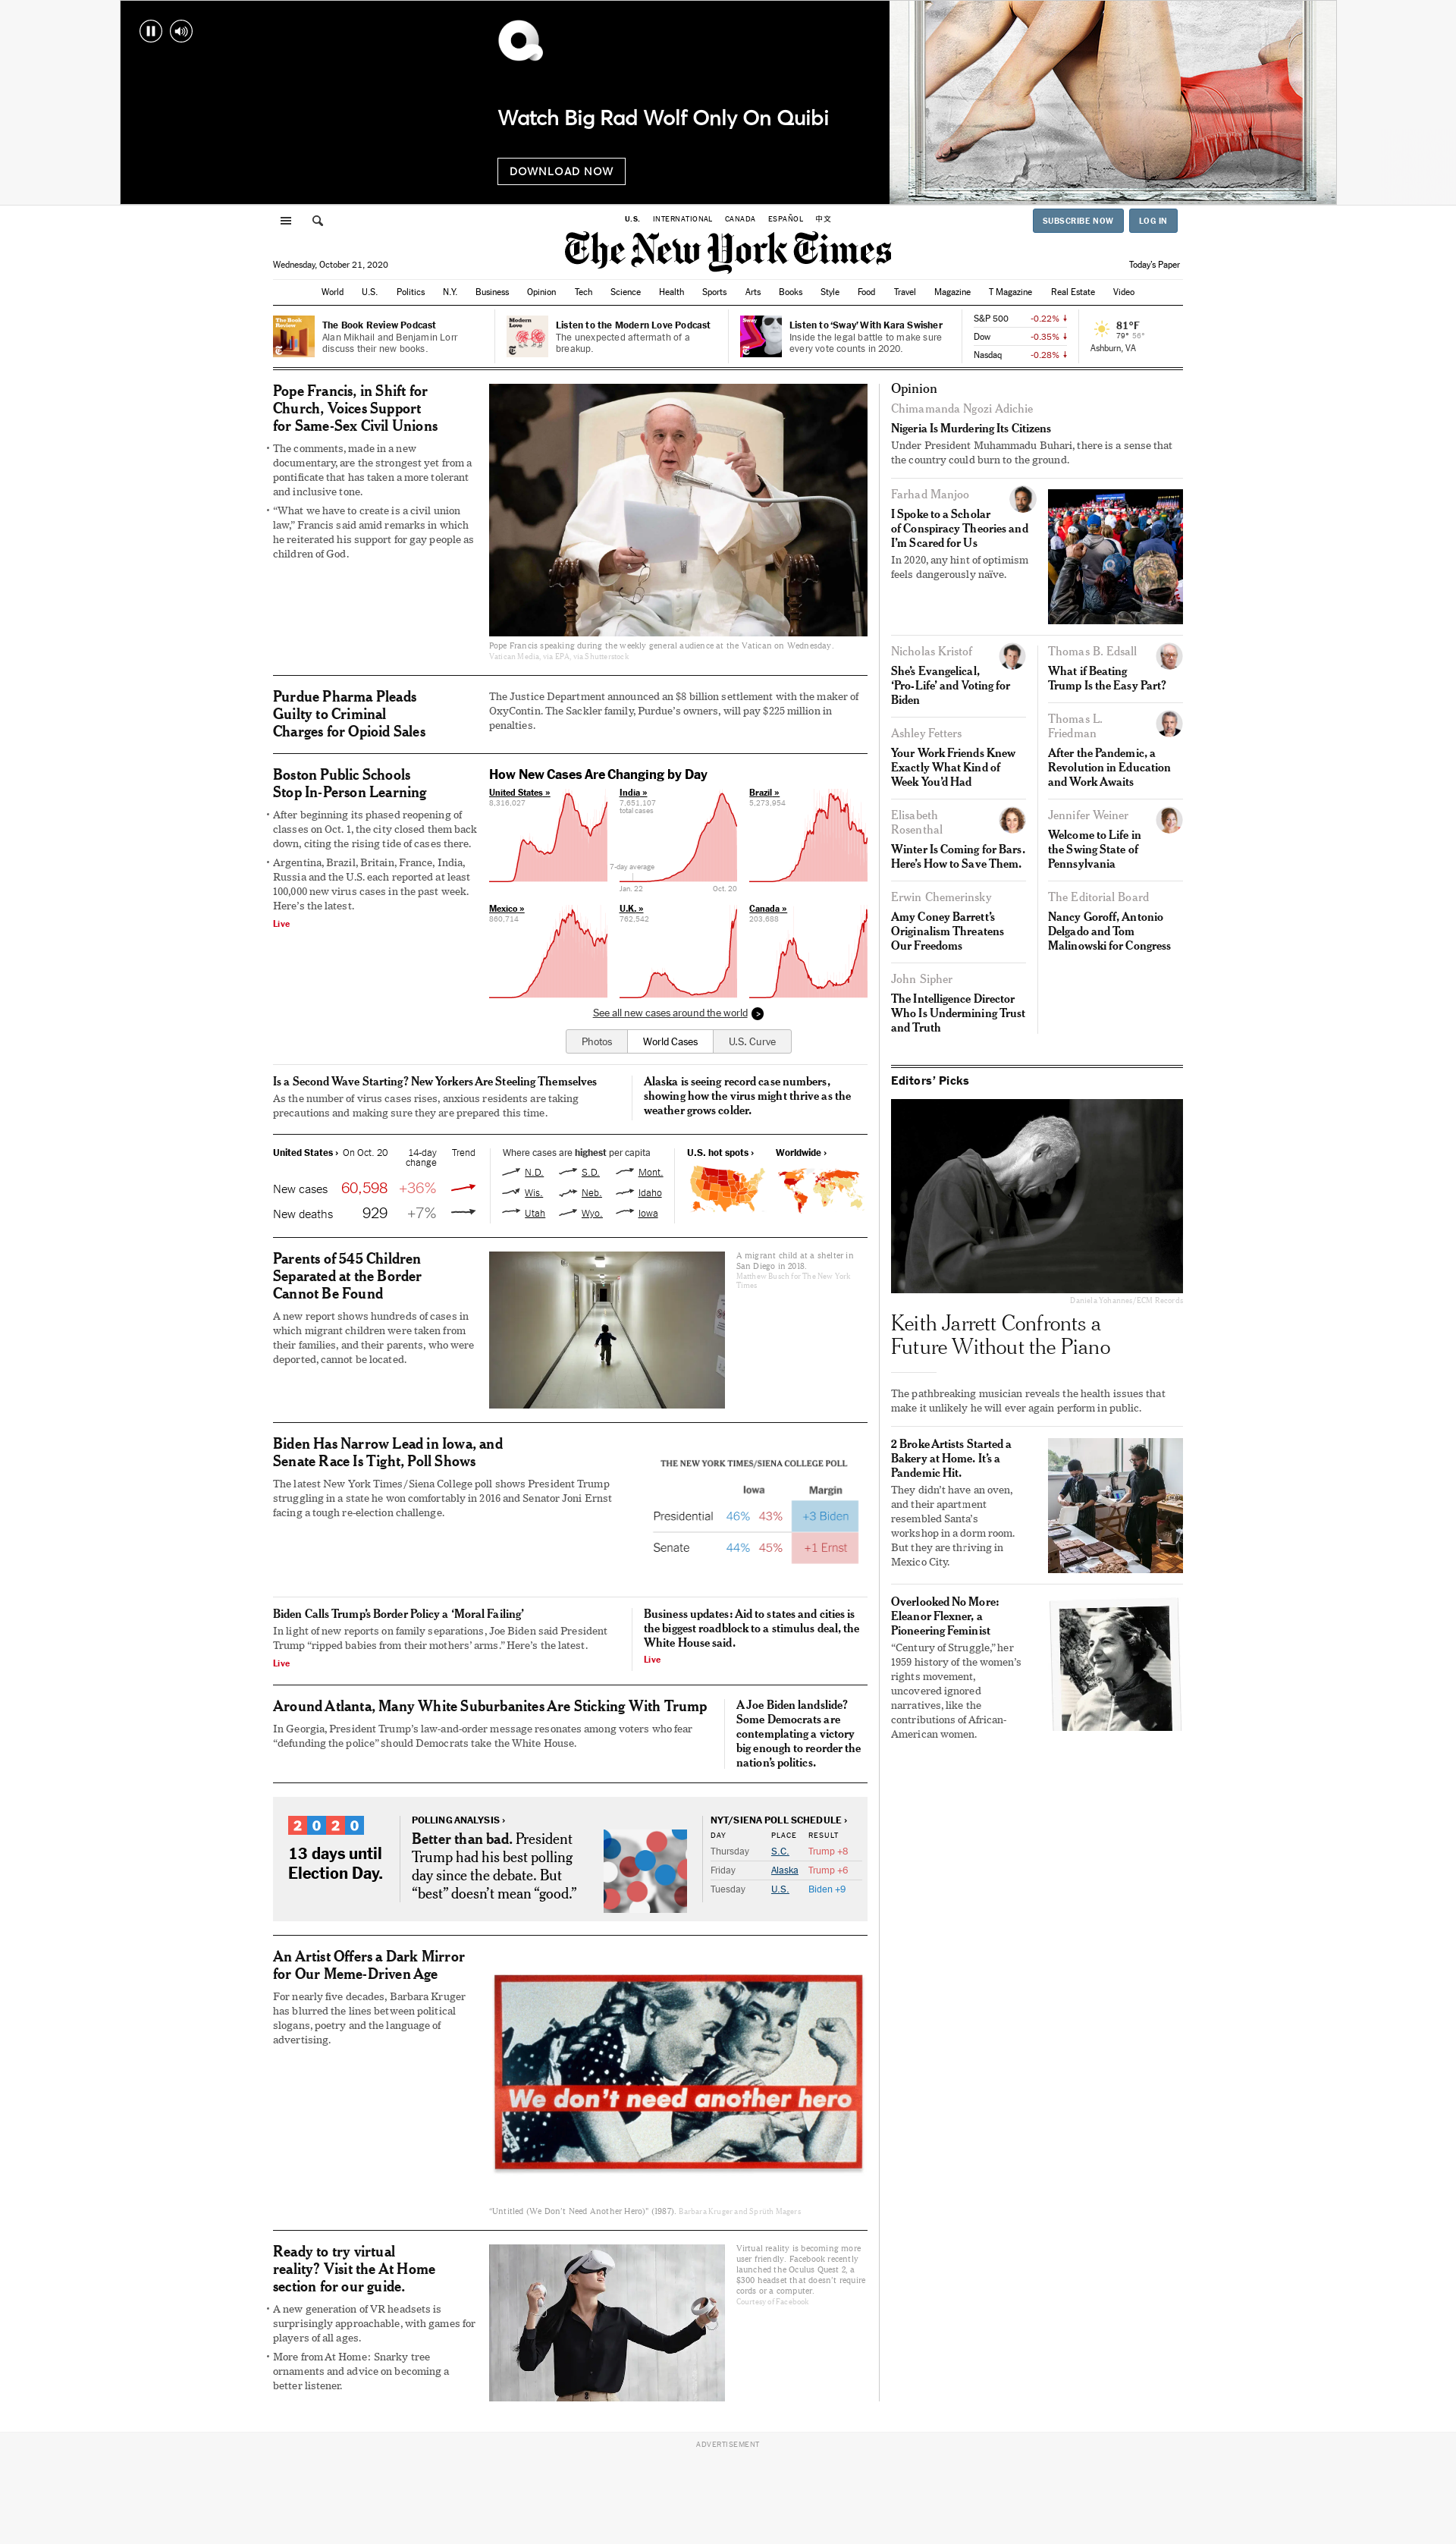 Watch Big Rad Wolf Only On Quibi
DOWNLOAD NOW
U.S. INTERNATIONAL CANADA ESPAÑOL 中文
SUBSCRIBE NOW LOG IN
The New York Times
Wednesday, October 21, 2020
Today's Paper
World U.S. Politics N.Y. Business Opinion Tech Science Health Sports Arts Books Style Food Travel Magazine T Magazine Real Estate Video
The Book Review
The Book Review Podcast
Alan Mikhail and Benjamin Lorr
discuss their new books.
Modern Love
Listen to the Modern Love Podcast
The unexpected aftermath of a
breakup.
Listen to ‘Sway’ With Kara Swisher
Inside the legal battle to make sure
every vote counts in 2020.
S&P 500 -0.22%
Dow -0.35%
Nasdaq -0.28%
81°F
79° 56°
Ashburn, VA
Pope Francis, in Shift for
Church, Voices Support
for Same-Sex Civil Unions
• The comments, made in a new
documentary, are the strongest yet from a
pontificate that has taken a more tolerant
and inclusive tone.
• “What we have to create is a civil union
law,” Francis said amid remarks in which
he reiterated his support for gay people as
children of God.
Pope Francis speaking during the weekly general audience at the Vatican on Wednesday.
Vatican Media, via EPA, via Shutterstock
Purdue Pharma Pleads
Guilty to Criminal
Charges for Opioid Sales
The Justice Department announced an $8 billion settlement with the maker of
OxyContin. The Sackler family, Purdue’s owners, will pay $225 million in
penalties.
Boston Public Schools
Stop In-Person Learning
• After beginning its phased reopening of
classes on Oct. 1, the city closed them back
down, citing the rising tide of cases there.
• Argentina, Brazil, Britain, France, India,
Russia and the U.S. each reported at least
100,000 new virus cases in the past week.
Here’s the latest.
Live
How New Cases Are Changing by Day
United States »
8,316,027
India »
7,651,107
total cases
Brazil »
5,273,954
7-day average
Jan. 22 Oct. 20
Mexico »
860,714
U.K. »
762,542
Canada »
203,688
See all new cases around the world >
Photos World Cases U.S. Curve
Is a Second Wave Starting? New Yorkers Are Steeling Themselves
As the number of virus cases rises, anxious residents are taking
precautions and making sure they are prepared this time.
Alaska is seeing record case numbers,
showing how the virus might thrive as the
weather grows colder.
United States › On Oct. 20 14-day
change Trend
New cases 60,598 +36%
New deaths 929 +7%
Where cases are highest per capita
N.D. S.D. Mont.
Wis. Neb. Idaho
Utah Wyo. Iowa
U.S. hot spots › Worldwide ›
Parents of 545 Children
Separated at the Border
Cannot Be Found
A new report shows hundreds of cases in
which migrant children were taken from
their families, and their parents, who were
deported, cannot be located.
A migrant child at a shelter in
San Diego in 2018.
Matthew Busch for The New York
Times
Biden Has Narrow Lead in Iowa, and
Senate Race Is Tight, Poll Shows
The latest New York Times/Siena College poll shows President Trump
struggling in a state he won comfortably in 2016 and Senator Joni Ernst
facing a tough re-election challenge.
THE NEW YORK TIMES/SIENA COLLEGE POLL
Iowa Margin
Presidential 46% 43% +3 Biden
Senate 44% 45% +1 Ernst
Biden Calls Trump’s Border Policy a ‘Moral Failing’
In light of new reports on family separations, Joe Biden said President
Trump “ripped babies from their mothers’ arms.” Here’s the latest.
Live
Business updates: Aid to states and cities is
the biggest roadblock to a stimulus deal, the
White House said.
Live
Around Atlanta, Many White Suburbanites Are Sticking With Trump
In Georgia, President Trump’s law-and-order message resonates among voters who fear
“defunding the police” should Democrats take the White House.
A Joe Biden landslide?
Some Democrats are
contemplating a victory
big enough to reorder the
nation’s politics.
2020
13 days until
Election Day.
POLLING ANALYSIS ›
Better than bad. President
Trump had his best polling
day since the debate. But
“best” doesn’t mean “good.”
NYT/SIENA POLL SCHEDULE ›
DAY PLACE RESULT
Thursday S.C. Trump +8
Friday Alaska Trump +6
Tuesday U.S. Biden +9
An Artist Offers a Dark Mirror
for Our Meme-Driven Age
For nearly five decades, Barbara Kruger
has blurred the lines between political
slogans, poetry and the language of
advertising.
We don't need another hero
“Untitled (We Don’t Need Another Hero)” (1987). Barbara Kruger and Sprüth Magers
Ready to try virtual
reality? Visit the At Home
section for our guide.
• A new generation of VR headsets is
surprisingly approachable, with games for
players of all ages.
• More from At Home: Snarky tree
ornaments and advice on becoming a
better listener.
Virtual reality is becoming more
user friendly. Facebook recently
launched the Oculus Quest 2, a
$300 headset that doesn’t require
cords or a computer.
Courtesy of Facebook
Opinion
Chimamanda Ngozi Adichie
Nigeria Is Murdering Its Citizens
Under President Muhammadu Buhari, there is a sense that
the country could burn to the ground.
Farhad Manjoo
I Spoke to a Scholar
of Conspiracy Theories and
I’m Scared for Us
In 2020, any hint of optimism
feels dangerously naïve.
Nicholas Kristof
She’s Evangelical,
‘Pro-Life’ and Voting for
Biden
Ashley Fetters
Your Work Friends Knew
Exactly What Kind of
Week You’d Had
Elisabeth
Rosenthal
Winter Is Coming for Bars.
Here’s How to Save Them.
Erwin Chemerinsky
Amy Coney Barrett’s
Originalism Threatens
Our Freedoms
John Sipher
The Intelligence Director
Who Is Undermining Trust
and Truth
Thomas B. Edsall
What if Beating
Trump Is the Easy Part?
Thomas L.
Friedman
After the Pandemic, a
Revolution in Education
and Work Awaits
Jennifer Weiner
Welcome to Life in
the Swing State of
Pennsylvania
The Editorial Board
Nancy Goroff, Antonio
Delgado and Tom
Malinowski for Congress
Editors’ Picks
Daniela Yohannes/ECM Records
Keith Jarrett Confronts a
Future Without the Piano
The pathbreaking musician reveals the health issues that
make it unlikely he will ever again perform in public.
2 Broke Artists Started a
Bakery at Home. It’s a
Pandemic Hit.
They didn’t have an oven,
and their apartment
resembled Santa’s
workshop in a dorm room.
But they are thriving in
Mexico City.
Overlooked No More:
Eleanor Flexner, a
Pioneering Feminist
“Century of Struggle,” her
1959 history of the women’s
rights movement,
uncovered ignored
narratives, like the
contributions of African-
American women.
ADVERTISEMENT